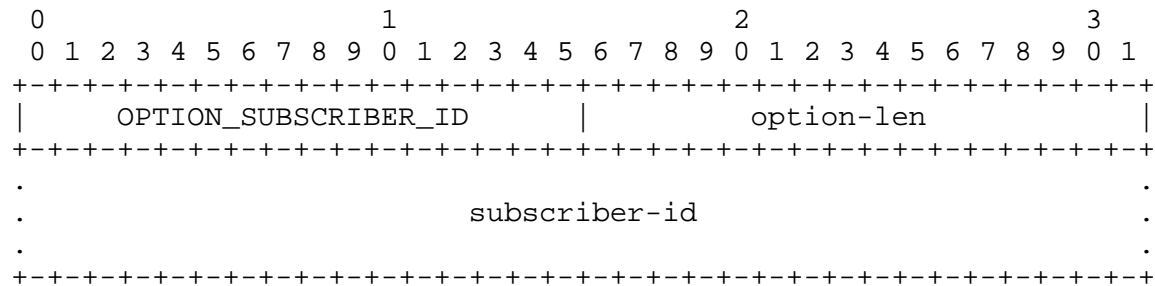 0                   1                   2                   3
 0 1 2 3 4 5 6 7 8 9 0 1 2 3 4 5 6 7 8 9 0 1 2 3 4 5 6 7 8 9 0 1
+-+-+-+-+-+-+-+-+-+-+-+-+-+-+-+-+-+-+-+-+-+-+-+-+-+-+-+-+-+-+-+-+
|     OPTION_SUBSCRIBER_ID      |         option-len            |
+-+-+-+-+-+-+-+-+-+-+-+-+-+-+-+-+-+-+-+-+-+-+-+-+-+-+-+-+-+-+-+-+
.                                                               .
.                         subscriber-id                         .
.                                                               .
+-+-+-+-+-+-+-+-+-+-+-+-+-+-+-+-+-+-+-+-+-+-+-+-+-+-+-+-+-+-+-+-+